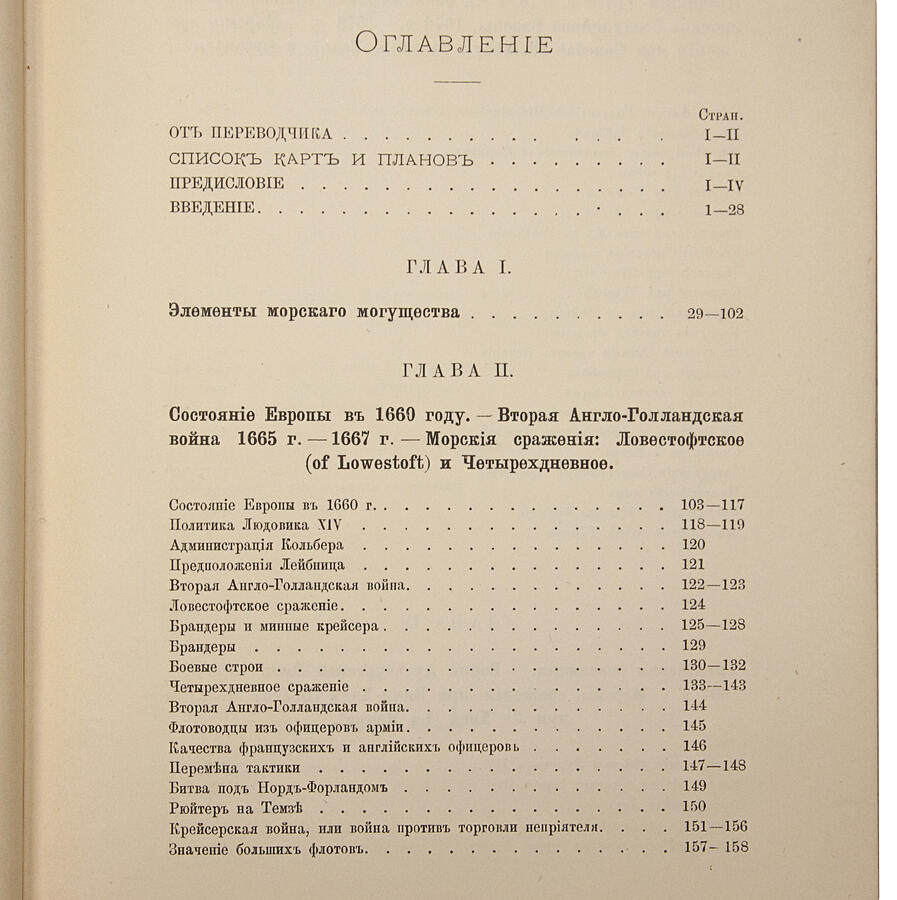 Оглавленіе
Стран.
ОТЪ ПЕРЕВОДЧИКА . . . . . . . . . . . . . . I—II
СПИСОКЪ КАРТЪ И ПЛАНОВЪ . . . . . . . . . I—II
ПРЕДИСЛОВІЕ . . . . . . . . . . . . . . . . . I—IV
ВВЕДЕНІЕ. . . . . . . . . . . . . . . . . . . 1—28
ГЛАВА I.
Элементы морскаго могущества . . . . . . . . . . 29—102
ГЛАВА II.
Состояніе Европы въ 1660 году. — Вторая Англо-Голландская
война 1665 г. — 1667 г. — Морскія сраженія: Ловестофтское
(of Lowestoft) и Четырехдневное.
Состояніе Европы въ 1660 г. . . . . . . . . . . . . . . 103—117
Политика Людовика XIV . . . . . . . . . . . . . . . 118—119
Администрація Кольбера . . . . . . . . . . . . . . . 120
Предположенія Лейбница . . . . . . . . . . . . . . . 121
Вторая Англо-Голландская война. . . . . . . . . . . . . 122—123
Ловестофтское сраженіе. . . . . . . . . . . . . . . . 124
Брандеры и минные крейсера . . . . . . . . . . . . . . 125—128
Брандеры . . . . . . . . . . . . . . . . . . . . 129
Боевые строи . . . . . . . . . . . . . . . . . . . 130—132
Четырехдневное сраженіе . . . . . . . . . . . . . . . 133—143
Вторая Англо-Голландская война. . . . . . . . . . . . . 144
Флотоводцы изъ офицеровъ арміи. . . . . . . . . . . . . 145
Качества французскихъ и англійскихъ офицеровъ . . . . . . . 146
Перемѣна тактики . . . . . . . . . . . . . . . . . 147—148
Битва подъ Нордъ-Форландомъ . . . . . . . . . . . . . 149
Рюйтеръ на Темзѣ . . . . . . . . . . . . . . . . . 150
Крейсерская война, или война противъ торговли непріятеля. . . . 151—156
Значеніе большихъ флотовъ. . . . . . . . . . . . . . . 157—158